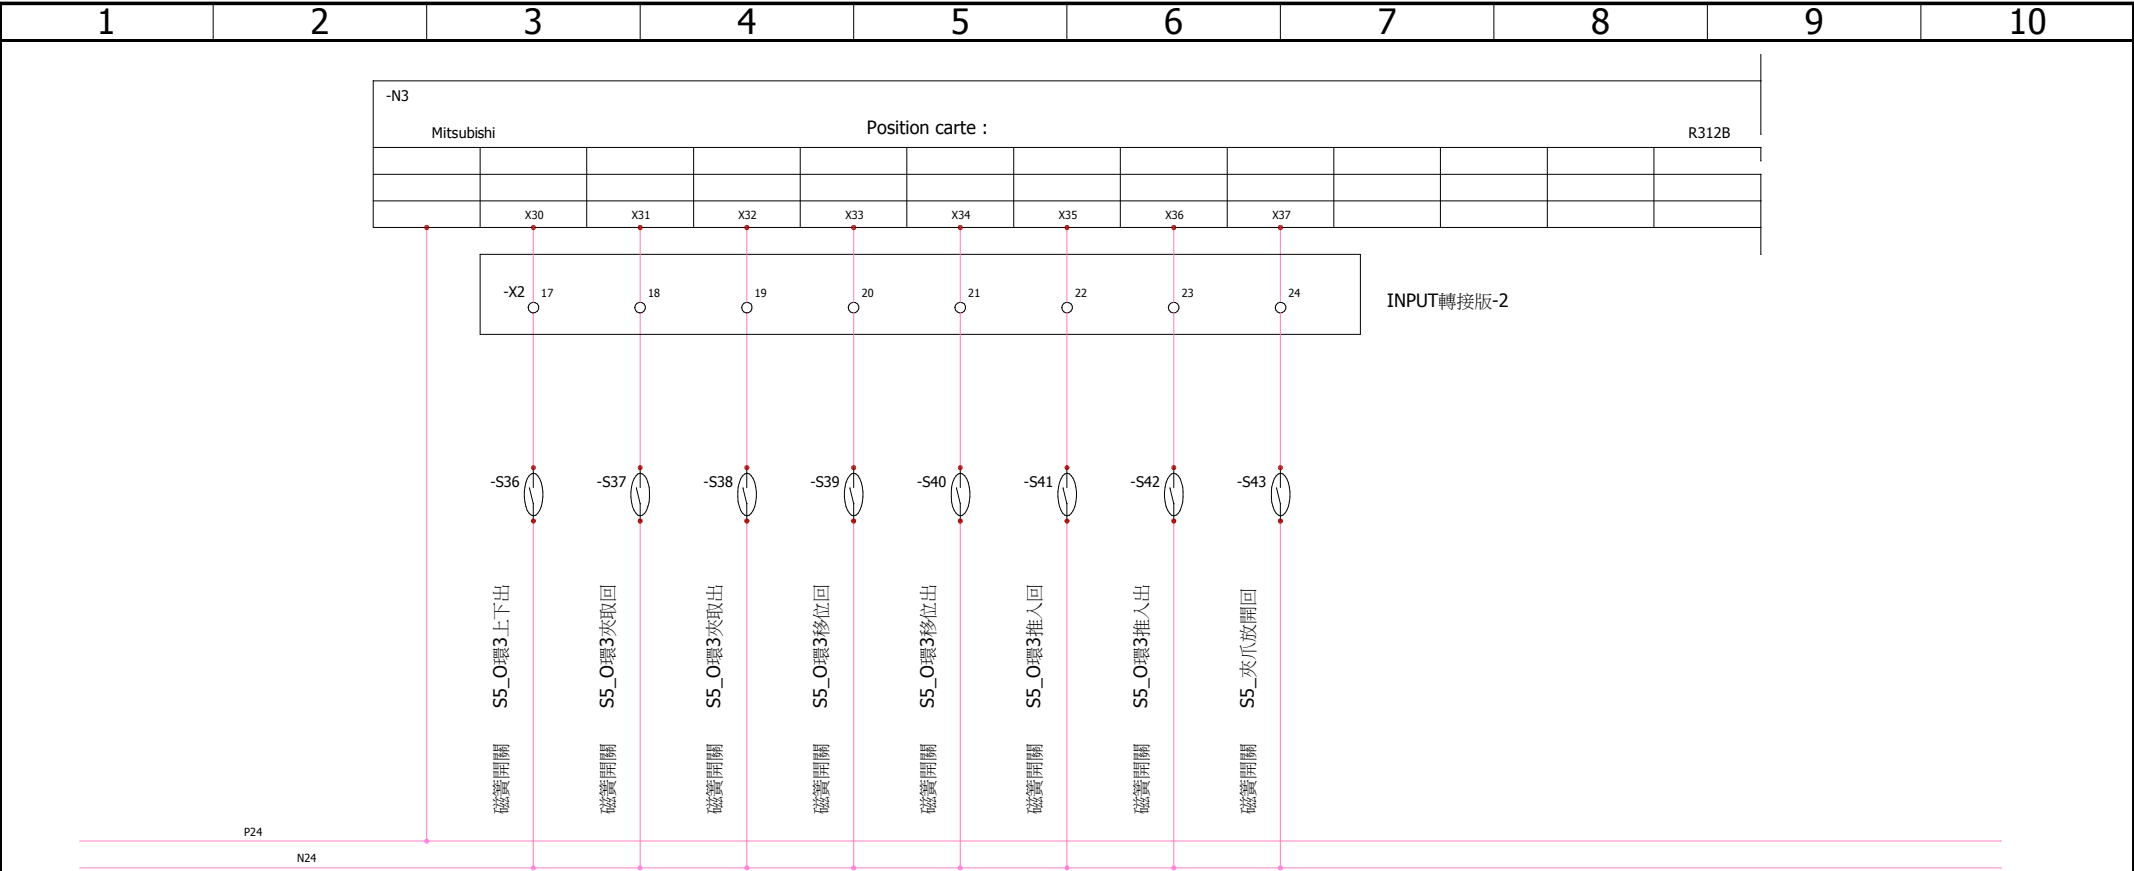 1 2 3 4 5 6 7 8 9 10
-N3
Mitsubishi Position carte : R312B
X30 X31 X32 X33 X34 X35 X36 X37
-X2 17 18 19 20 21 22 23 24
INPUT轉接版-2
-S36 -S37 -S38 -S39 -S40 -S41 -S42 -S43
磁簧開關 S5_O環3上下出
磁簧開關 S5_O環3夾取回
磁簧開關 S5_O環3夾取出
磁簧開關 S5_O環3移位回
磁簧開關 S5_O環3移位出
磁簧開關 S5_O環3推入回
磁簧開關 S5_O環3推入出
磁簧開關 S5_夾爪放開回
P24
N24